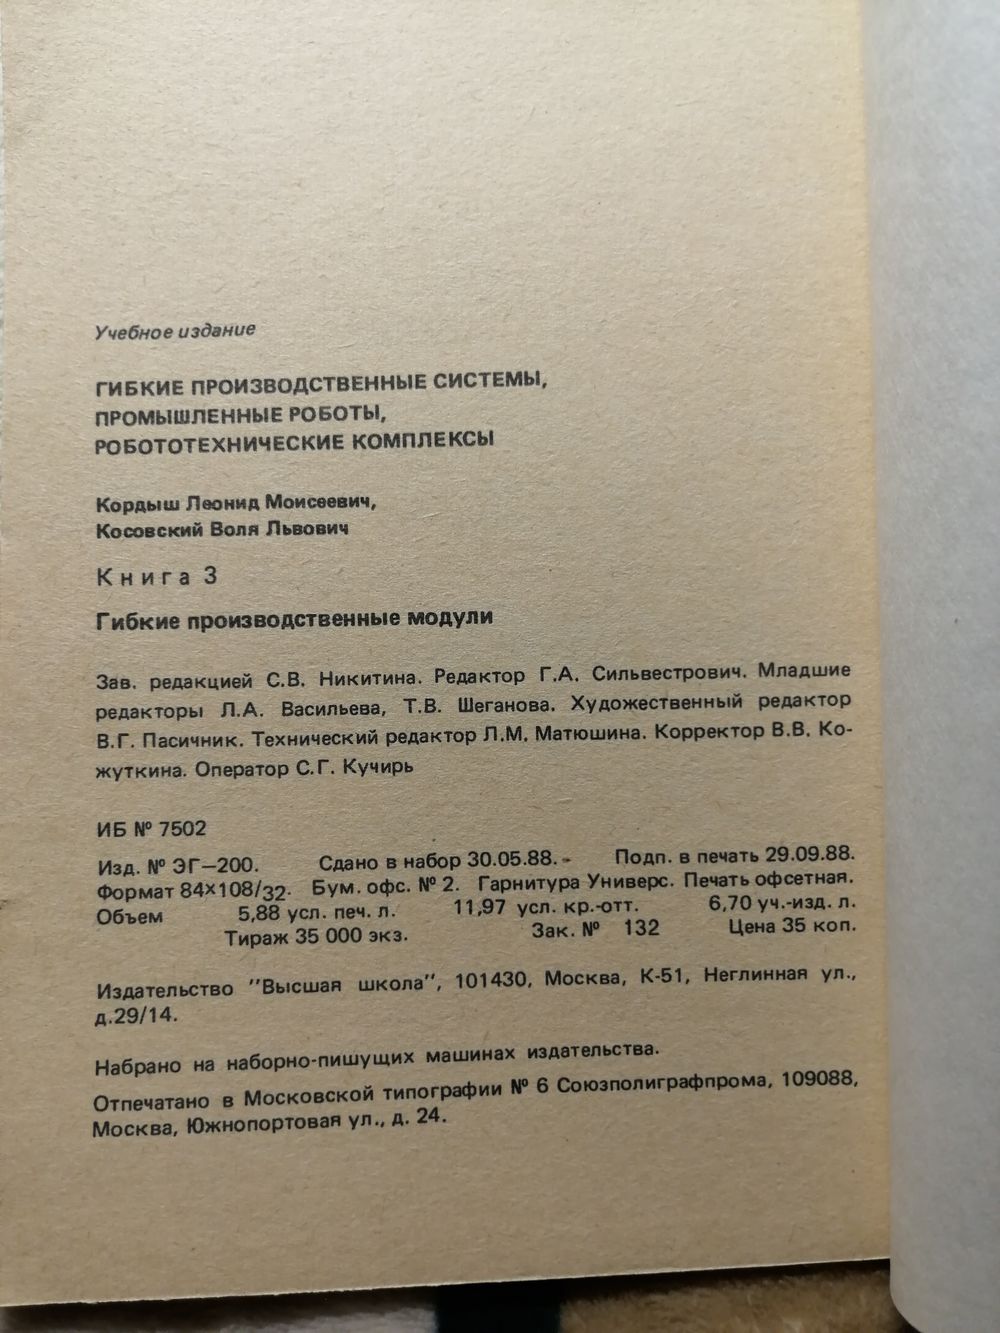 Учебное издание
ГИБКИЕ ПРОИЗВОДСТВЕННЫЕ СИСТЕМЫ,
ПРОМЫШЛЕННЫЕ РОБОТЫ,
РОБОТОТЕХНИЧЕСКИЕ КОМПЛЕКСЫ
Кордыш Леонид Моисеевич,
Косовский Воля Львович
Книга 3
Гибкие производственные модули
Зав. редакцией С.В. Никитина. Редактор Г.А. Сильвестрович. Младшие
редакторы Л.А. Васильева, Т.В. Шеганова. Художественный редактор
В.Г. Пасичник. Технический редактор Л.М. Матюшина. Корректор В.В. Ко-
жуткина. Оператор С.Г. Кучирь
ИБ № 7502
Изд. № ЭГ—200. Сдано в набор 30.05.88. Подп. в печать 29.09.88.
Формат 84×108/32. Бум. офс. № 2. Гарнитура Универс. Печать офсетная.
Объем 5,88 усл. печ. л. 11,97 усл. кр.-отт. 6,70 уч.-изд. л.
Тираж 35 000 экз. Зак. № 132 Цена 35 коп.
Издательство "Высшая школа", 101430, Москва, К-51, Неглинная ул.,
д.29/14.
Набрано на наборно-пишущих машинах издательства.
Отпечатано в Московской типографии № 6 Союзполиграфпрома, 109088,
Москва, Южнопортовая ул., д. 24.